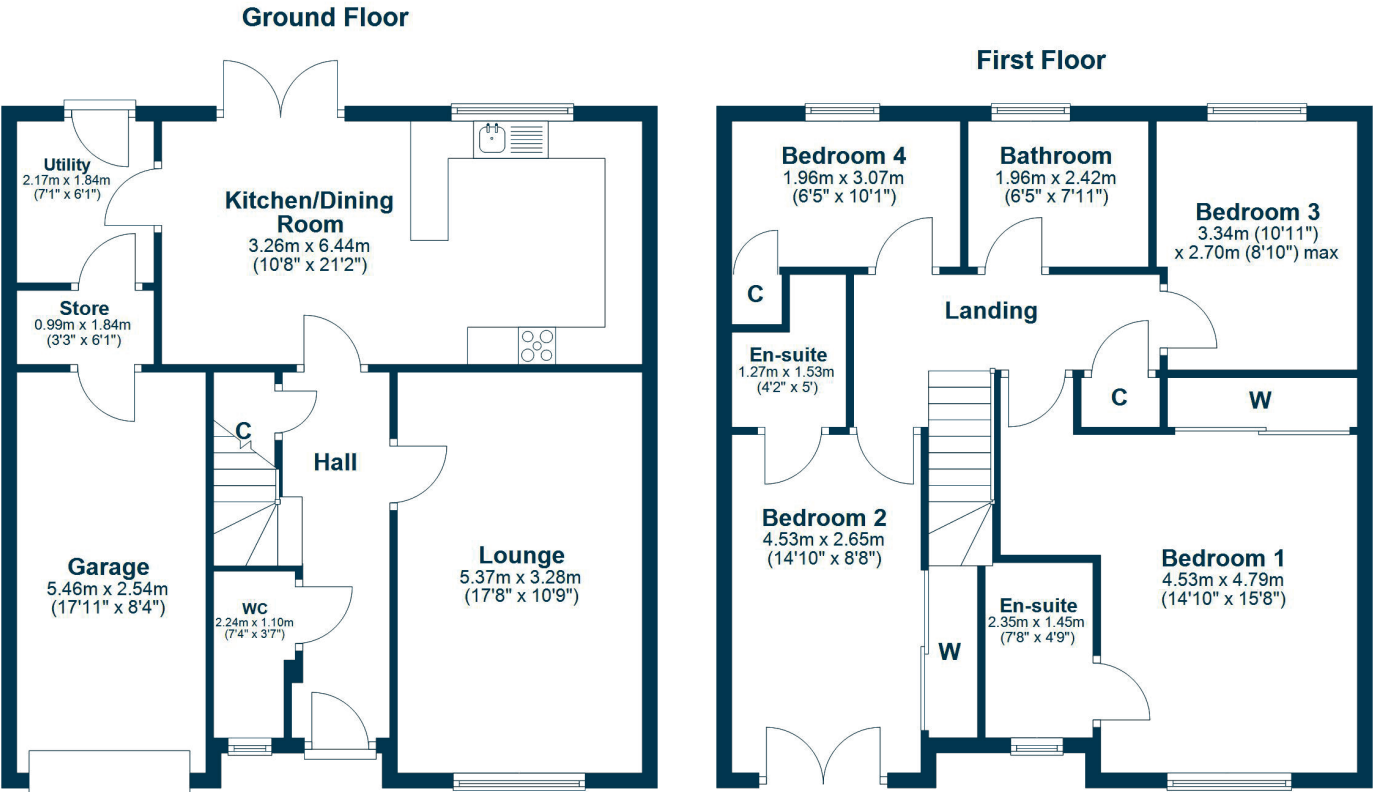 Ground Floor
Utility
2.17m x 1.84m
(7'1" x 6'1")
Kitchen/Dining
Room
3.26m x 6.44m
(10'8" x 21'2")
Store
0.99m x 1.84m
(3'3" x 6'1")
C
Hall
Garage
5.46m x 2.54m
(17'11" x 8'4")
Lounge
5.37m x 3.28m
(17'8" x 10'9")
WC
2.24m x 1.10m
(7'4" x 3'7")
First Floor
Bedroom 4
1.96m x 3.07m
(6'5" x 10'1")
Bathroom
1.96m x 2.42m
(6'5" x 7'11")
Bedroom 3
3.34m (10'11")
x 2.70m (8'10") max
C
Landing
En-suite
1.27m x 1.53m
(4'2" x 5')
C
W
Bedroom 2
4.53m x 2.65m
(14'10" x 8'8")
Bedroom 1
4.53m x 4.79m
(14'10" x 15'8")
En-suite
2.35m x 1.45m
(7'8" x 4'9")
W